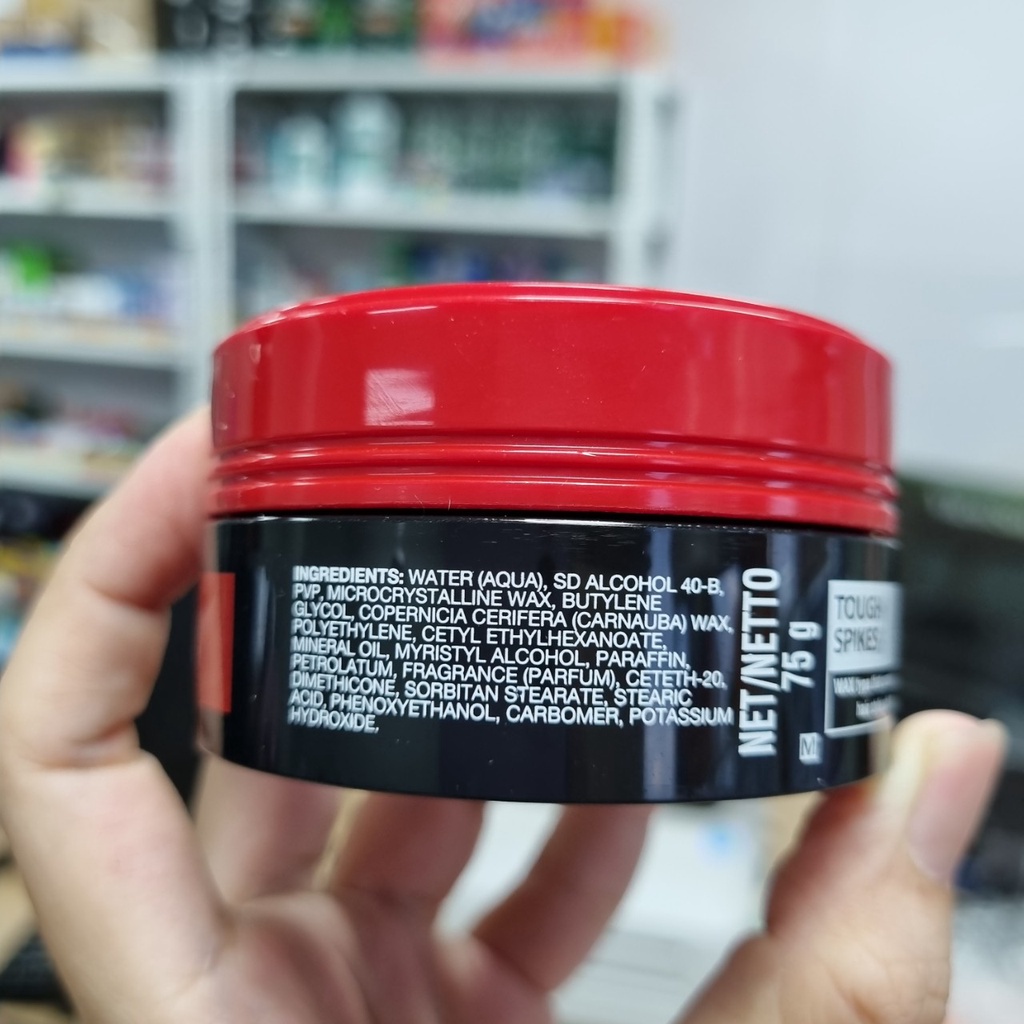 INGREDIENTS: WATER (AQUA), SD ALCOHOL 40-B,
PVP, MICROCRYSTALLINE WAX, BUTYLENE
GLYCOL, COPERNICIA CERIFERA (CARNAUBA) WAX,
POLYETHYLENE, CETYL ETHYLHEXANOATE,
MINERAL OIL, MYRISTYL ALCOHOL, PARAFFIN,
PETROLATUM, FRAGRANCE (PARFUM), CETETH-20,
DIMETHICONE, SORBITAN STEARATE, STEARIC
ACID, PHENOXYETHANOL, CARBOMER, POTASSIUM
HYDROXIDE.
NET/NETTO
75 g
M
TOUGH
SPIKES
WAX